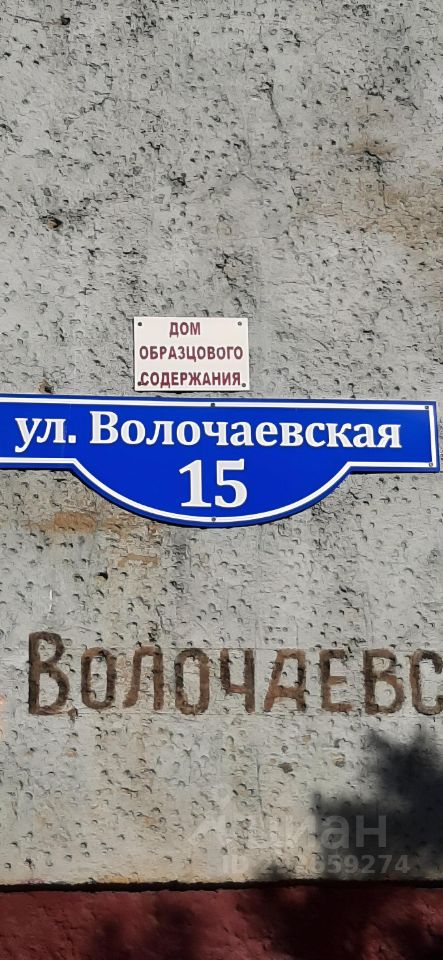 ДОМ
ОБРАЗЦОВОГО
СОДЕРЖАНИЯ
ул. Волочаевская
15
ВОЛОЧАЕВС
циан